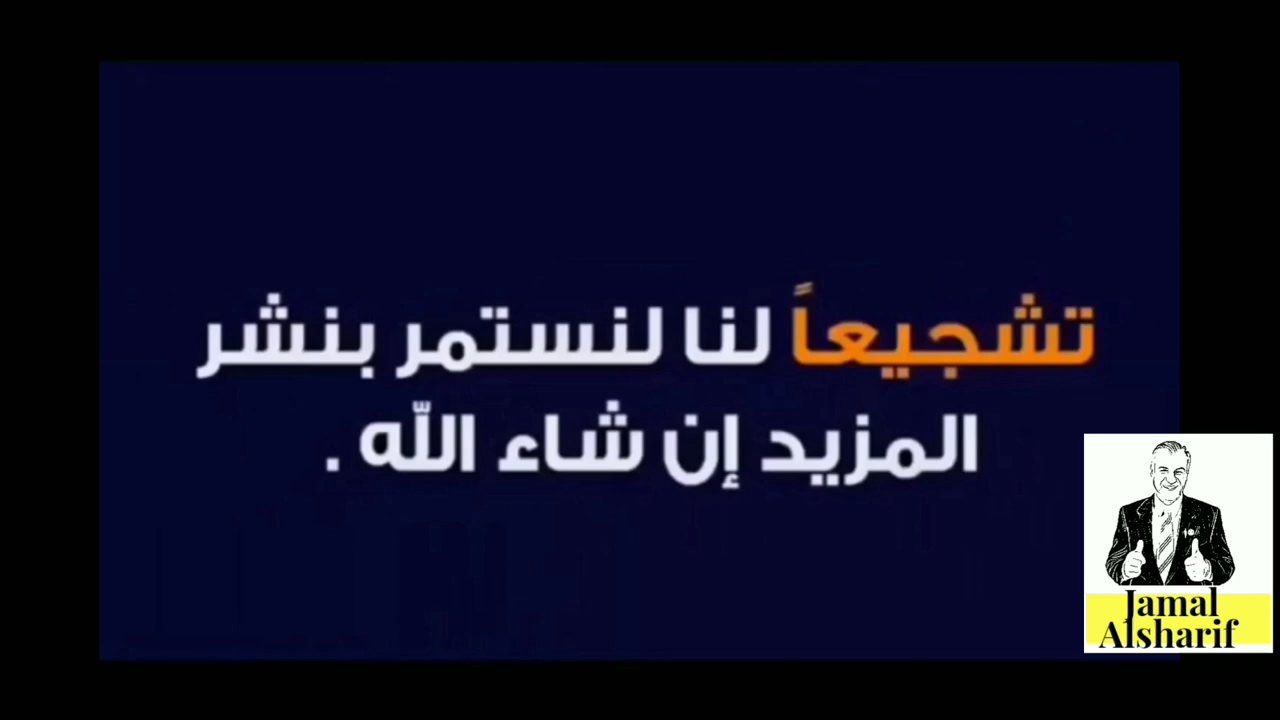 تشجيعاً لنا لنستمر بنشر
المزيد إن شاء الله .
Jamal
Alsharif